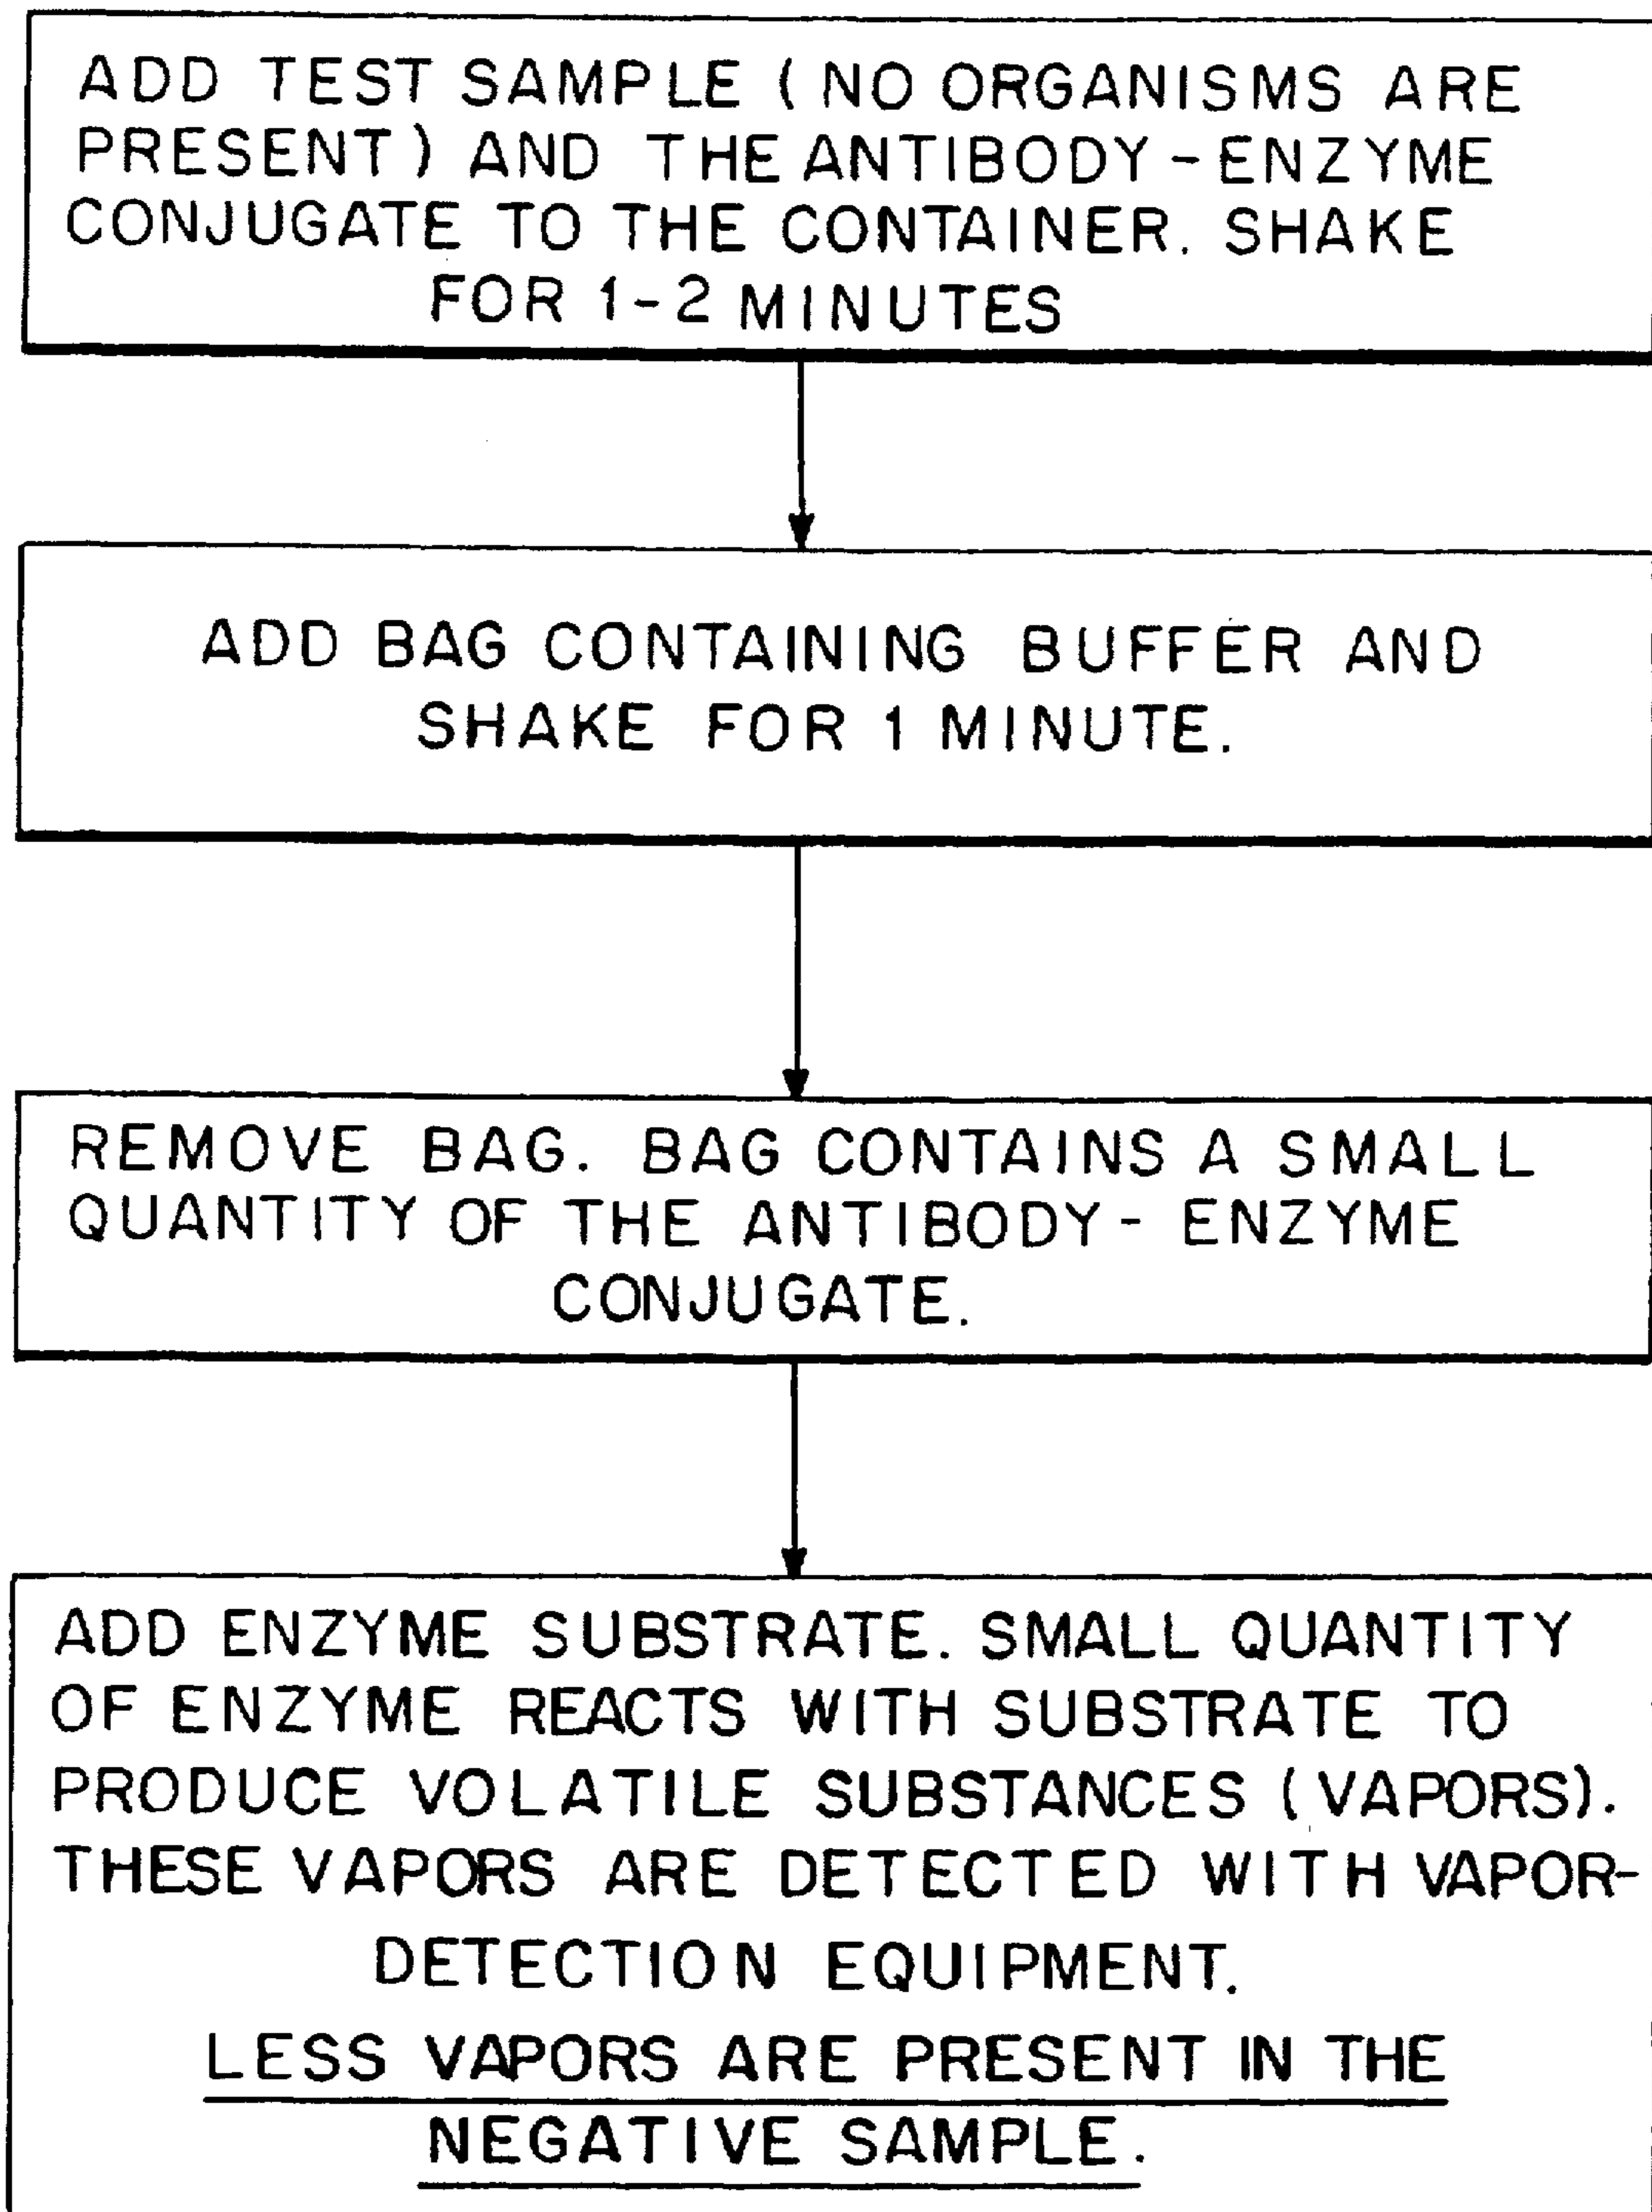 ADD TEST SAMPLE (NO ORGANISMS ARE
PRESENT) AND THE ANTIBODY-ENZYME
CONJUGATE TO THE CONTAINER. SHAKE
FOR 1-2 MINUTES
ADD BAG CONTAINING BUFFER AND
SHAKE FOR 1 MINUTE.
REMOVE BAG. BAG CONTAINS A SMALL
QUANTITY OF THE ANTIBODY- ENZYME
CONJUGATE.
ADD ENZYME SUBSTRATE. SMALL QUANTITY
OF ENZYME REACTS WITH SUBSTRATE TO
PRODUCE VOLATILE SUBSTANCES (VAPORS).
THESE VAPORS ARE DETECTED WITH VAPOR-
DETECTION EQUIPMENT.
LESS VAPORS ARE PRESENT IN THE
NEGATIVE SAMPLE.